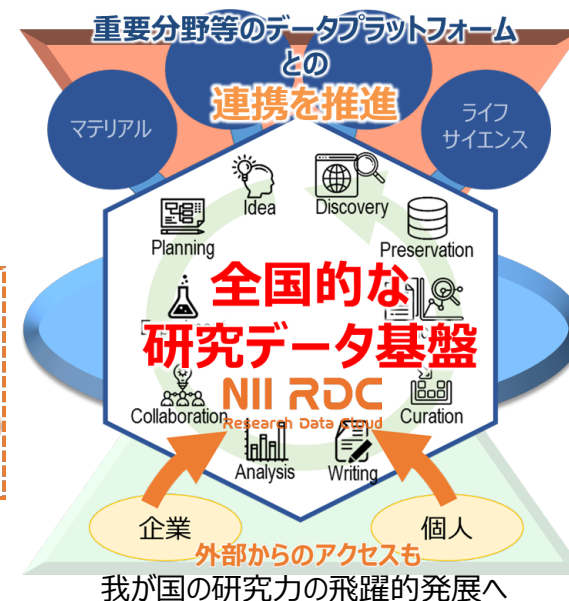 重要分野等のデータプラットフォーム
との
連携を推進
マテリアル
ライフ
サイエンス
Idea
Discovery
Planning
Preservation
全国的な
研究データ基盤
NII RDC
Research Data Cloud
Collaboration
Curation
Analysis
Writing
企業
個人
外部からのアクセスも
我が国の研究力の飛躍的発展へ